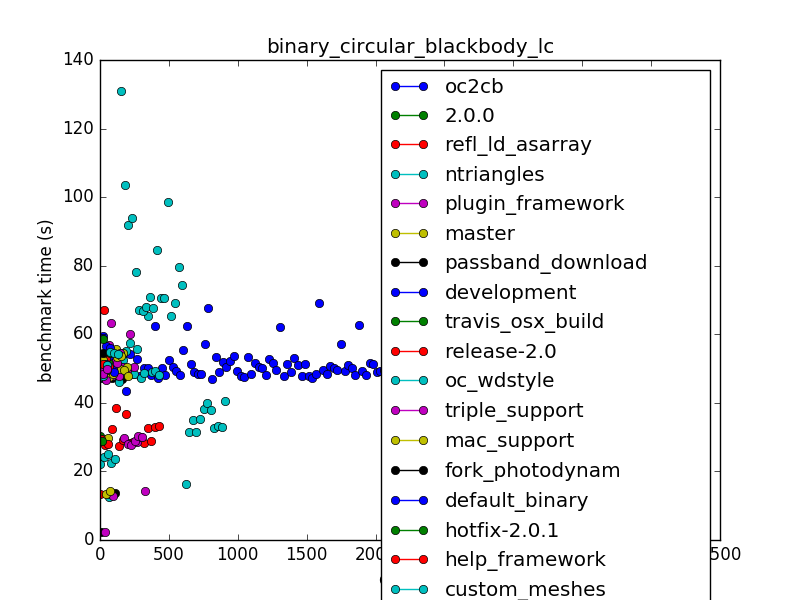 binary_circular_blackbody_lc
140
120
100
80
60
40
20
0
benchmark time (s)
0
500
1000
1500
oc2cb
2.0.0
refl_ld_asarray
ntriangles
plugin_framework
master
passband_download
development
travis_osx_build
release-2.0
oc_wdstyle
triple_support
mac_support
fork_photodynam
default_binary
hotfix-2.0.1
help_framework
custom_meshes